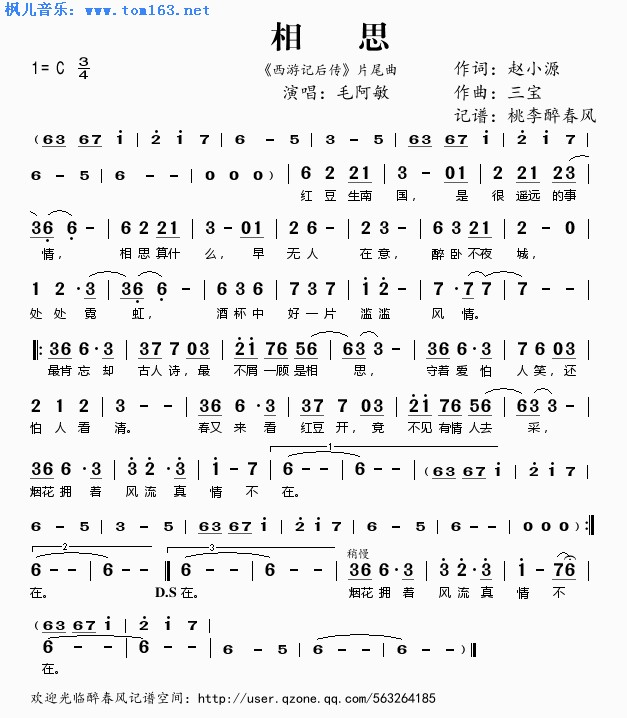 枫儿音乐：www.tom163.net
相 思
《西游记后传》片尾曲
1= C 3/4
演唱：毛阿敏
作词：赵小源
作曲：三宝
记谱：桃李醉春风
( 63 67 i | 2 i 7 | 6 - 5 | 3 - 5 | 63 67 i | 2 i 7 |
6 - 5 | 6 - - | 0 0 0 ) | 6 2 21 | 3 - 01 | 2 21 23 |
红 豆 生南 国， 是 很 遥远 的事
36 6 - | 6 2 21 | 3 - 01 | 2 2 6 | 6 3 21 | 2 - 0 |
情， 相思 算什 么， 早 无 人 在 意， 醉 卧 不夜 城，
1 2 · 3 | 36 6 - | 6 3 6 | 7 3 7 | i 2 - | 7 · 7 7 | 7 - - |
处 处 霓 虹， 酒 杯 中 好 一 片 滥 滥 风 情。
‖: 36 6 · 3 | 37 7 03 | 21 76 56 | 63 3 - | 36 6 · 3 | 7 6 03 |
最肯 忘 却 古人 诗， 最 不屑 一顾 是相 思， 守着 爱 怕 人 笑， 还
2 1 2 | 3 - - | 36 6 · 3 | 37 7 03 | 21 76 56 | 63 3 - |
怕 人 看 清。 春又 来 看 红豆 开， 竟 不见 有情 人去 采，
1
36 6 · 3 | 3 2 · 3 | 1 - 7 | 6 - - | 6 - - | (63 67 i | 2 i 7 |
烟花 拥 着 风 流 真 情 不 在。
6 - 5 | 3 - 5 | 63 67 i | 2 i 7 | 6 - 5 | 6 - - | 0 0 0 ) :‖
2 3 稍慢
6 - - | 6 - - ‖ 6 - - | 6 - - | 36 6 · 3 | 3 2 · 3 | 1 - 76 |
在。 D.S 在。 烟花 拥 着 风 流 真 情 不
( 63 67 i | 2 i 7 |
6 - - | 6 - - | 6 - 5 | 3 - 5 | 6 - - )‖
在。
欢迎光临醉春风记谱空间：http://user.qzone.qq.com/563264185